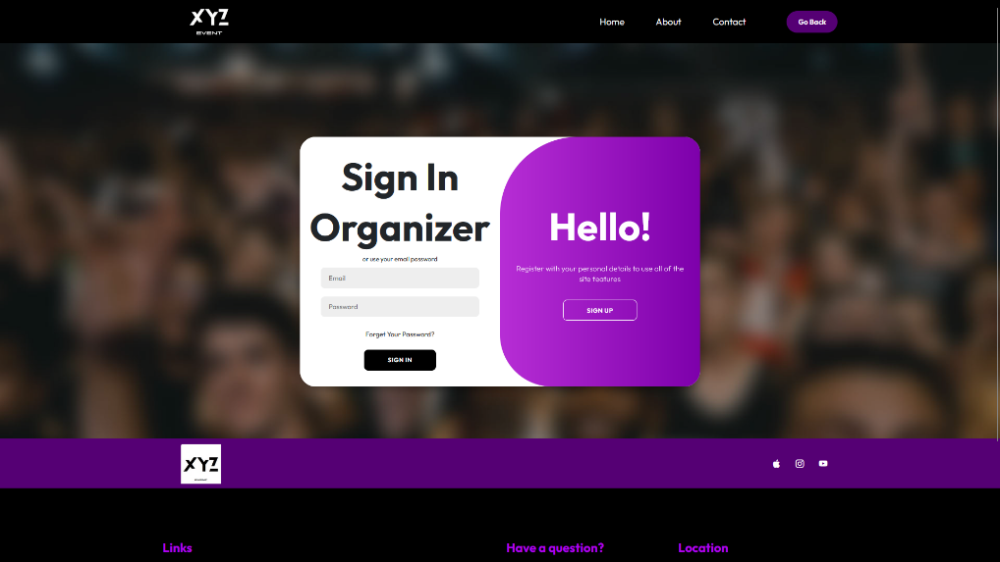 XYZ
EVENT
Home
About
Contact
Go Back
Sign In
Organizer
or use your email password
Email
Password
Forget Your Password?
SIGN IN
Hello!
Register with your personal details to use all of the
site features
SIGN UP
XYZ
Links
Have a question?
Location